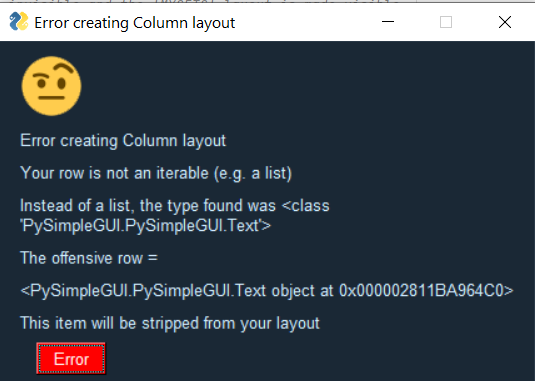 Error creating Column layout
Error creating Column layout
Your row is not an iterable (e.g. a list)
Instead of a list, the type found was <class
'PySimpleGUI.PySimpleGUI.Text'>
The offensive row =
<PySimpleGUI.PySimpleGUI.Text object at 0x000002811BA964C0>
This item will be stripped from your layout
Error